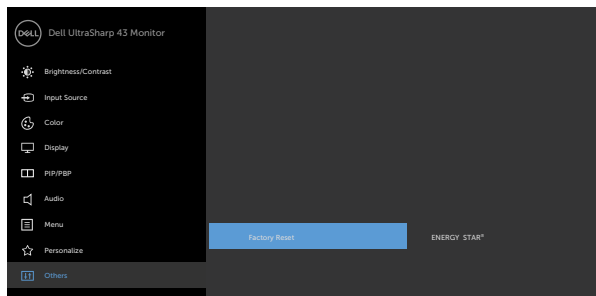 DELL Dell UltraSharp 43 Monitor
Brightness/Contrast
Input Source
Color
Display
PIP/PBP
Audio
Menu
Personalize
Others
Factory Reset ENERGY STAR®